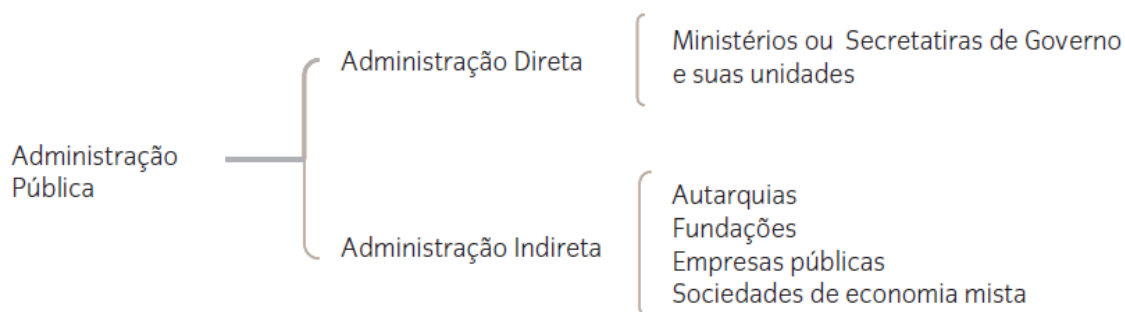 Administração
Pública
Administração Direta
Ministérios ou Secretatiras de Governo
e suas unidades
Administração Indireta
Autarquias
Fundações
Empresas públicas
Sociedades de economia mista